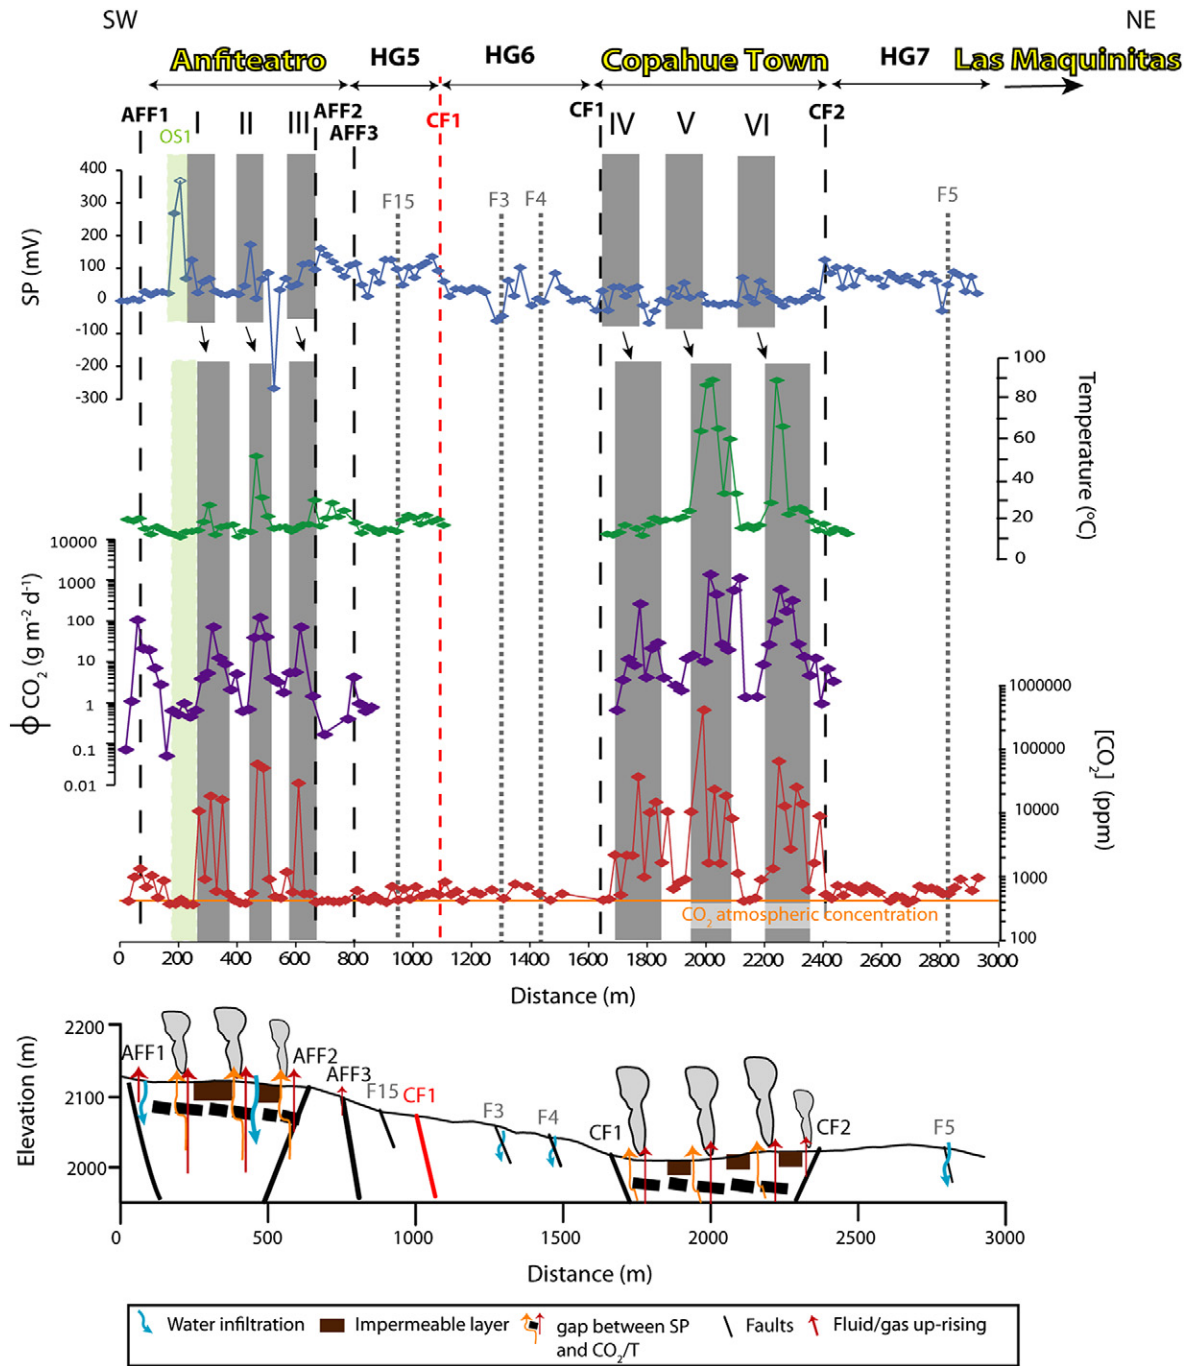 SW NE
Anfiteatro HG5 HG6 Copahue Town HG7 Las Maquinitas
AFF1 OS1 I II III AFF2 AFF3 CF1 CF1 IV V VI CF2
F15 F3 F4 F5
SP (mV)
400
300
200
100
0
-100
-200
-300
Temperature (°C)
100
80
60
40
20
0
ϕ CO₂ (g m⁻² d⁻¹)
10000
1000
100
10
1
0.1
0.01
[CO₂] (ppm)
1000000
100000
10000
1000
100
CO₂ atmospheric concentration
0 200 400 600 800 1000 1200 1400 1600 1800 2000 2200 2400 2600 2800 3000
Distance (m)
Elevation (m)
2200
2100
2000
AFF1 AFF2 AFF3 F15 CF1 F3 F4 CF1 CF2 F5
0 500 1000 1500 2000 2500 3000
Distance (m)
Water infiltration Impermeable layer gap between SP and CO₂/T Faults Fluid/gas up-rising